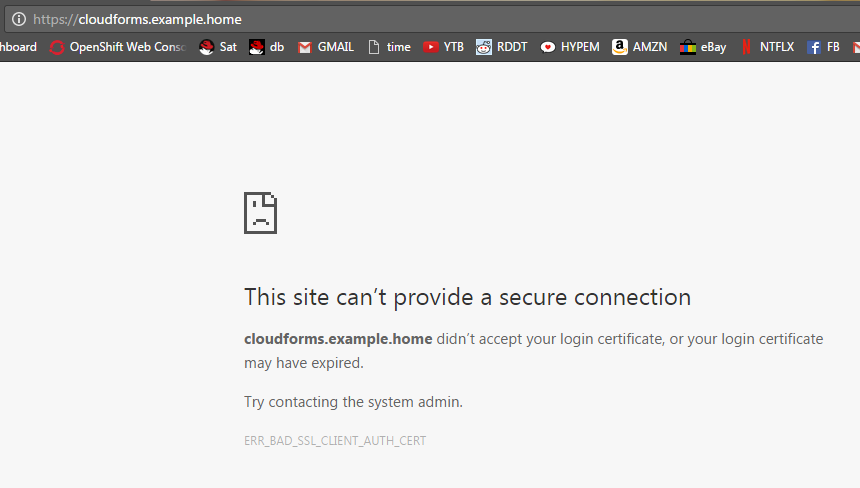 https://cloudforms.example.home
hboard OpenShift Web Cons Sat db GMAIL time YTB RDDT HYPEM AMZN eBay NTFLX FB
This site can't provide a secure connection
cloudforms.example.home didn't accept your login certificate, or your login certificate
may have expired.
Try contacting the system admin.
ERR_BAD_SSL_CLIENT_AUTH_CERT